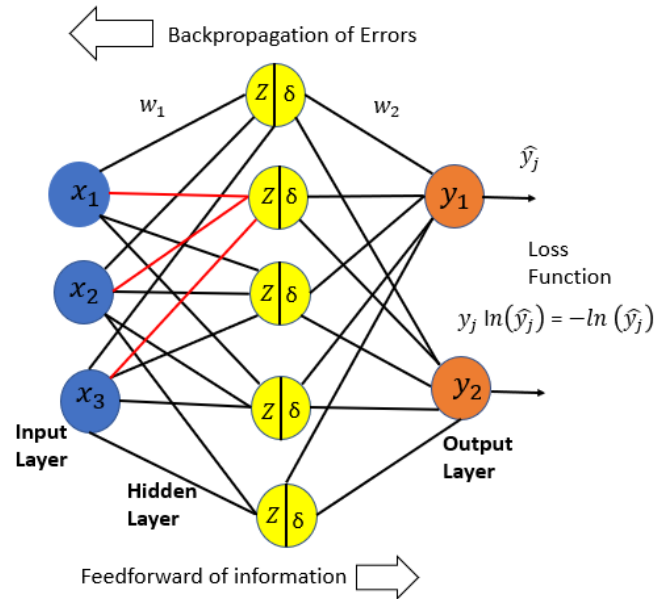 Backpropagation of Errors
w₁
w₂
Z δ
x₁
Z δ
y₁
ŷⱼ
x₂
Z δ
Loss
Function
yⱼ ln(ŷⱼ) = −ln (ŷⱼ)
x₃
Z δ
y₂
Input
Layer
Hidden
Layer
Output
Layer
Z δ
Feedforward of information